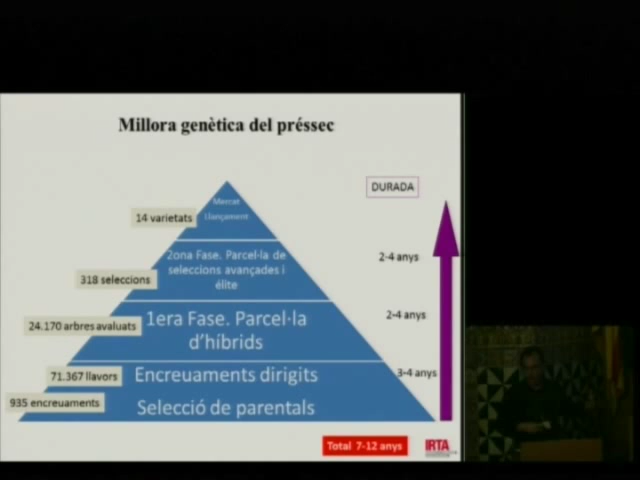 Millora genètica del préssec
DURADA
Mercat
Llançament
14 varietats
2ona Fase. Parcel·la de
seleccions avançades i
élite
318 seleccions
2-4 anys
1era Fase. Parcel·la
d'híbrids
24.170 arbres avaluats
2-4 anys
Encreuaments dirigits
71.367 llavors
3-4 anys
Selecció de parentals
935 encreuaments
Total 7-12 anys
IRTA